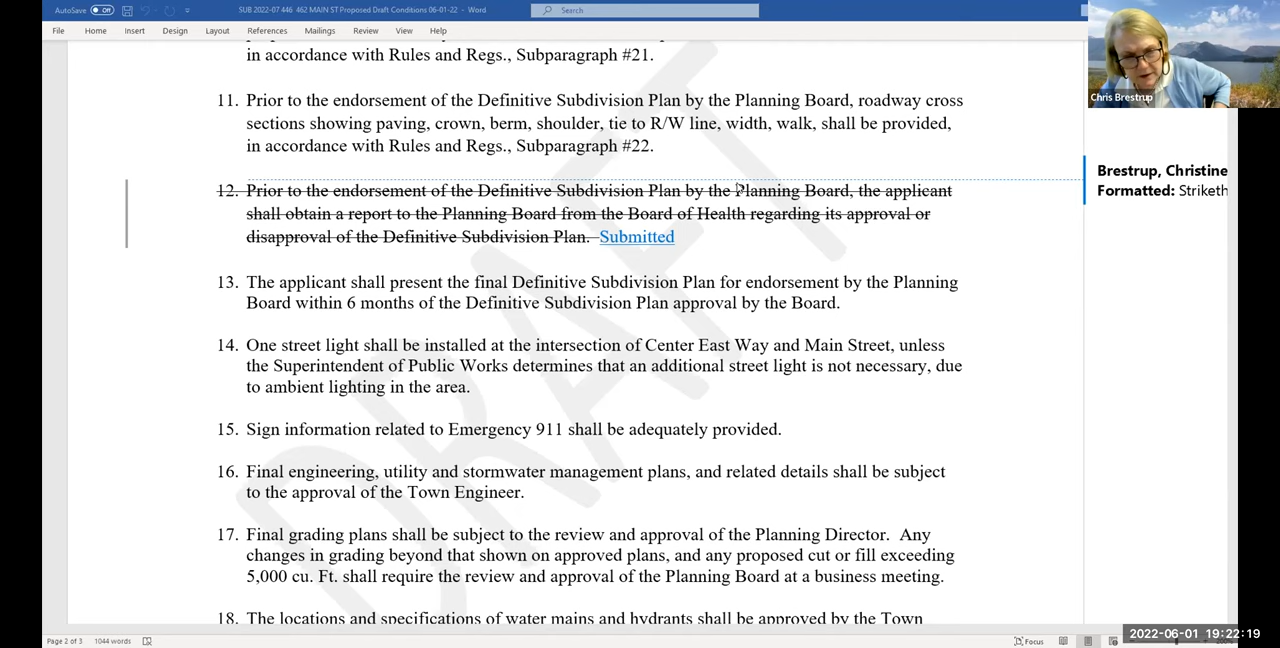 AutoSave Off
SUB 2022-07 446 462 MAIN ST Proposed Draft Conditions 06-01-22 - Word
Search
File Home Insert Draw Design Layout References Mailings Review View Help
in accordance with Rules and Regs., Subparagraph #21.
11. Prior to the endorsement of the Definitive Subdivision Plan by the Planning Board, roadway cross
sections showing paving, crown, berm, shoulder, tie to R/W line, width, walk, shall be provided,
in accordance with Rules and Regs., Subparagraph #22.
12. Prior to the endorsement of the Definitive Subdivision Plan by the Planning Board, the applicant
shall obtain a report to the Planning Board from the Board of Health regarding its approval or
disapproval of the Definitive Subdivision Plan. Submitted
13. The applicant shall present the final Definitive Subdivision Plan for endorsement by the Planning
Board within 6 months of the Definitive Subdivision Plan approval by the Board.
14. One street light shall be installed at the intersection of Center East Way and Main Street, unless
the Superintendent of Public Works determines that an additional street light is not necessary, due
to ambient lighting in the area.
15. Sign information related to Emergency 911 shall be adequately provided.
16. Final engineering, utility and stormwater management plans, and related details shall be subject
to the approval of the Town Engineer.
17. Final grading plans shall be subject to the review and approval of the Planning Director. Any
changes in grading beyond that shown on approved plans, and any proposed cut or fill exceeding
5,000 cu. Ft. shall require the review and approval of the Planning Board at a business meeting.
18. The locations and specifications of water mains and hydrants shall be approved by the Town
DRAFT
Chris Brestrup
Brestrup, Christine
Formatted: Striketh
Page 2 of 3 1044 words
Focus
2022-06-01 19:22:19